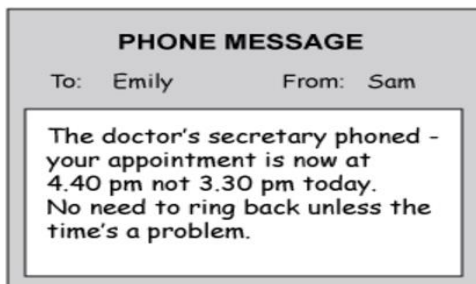 PHONE MESSAGE
To: Emily From: Sam
The doctor's secretary phoned -
your appointment is now at
4.40 pm not 3.30 pm today.
No need to ring back unless the
time's a problem.